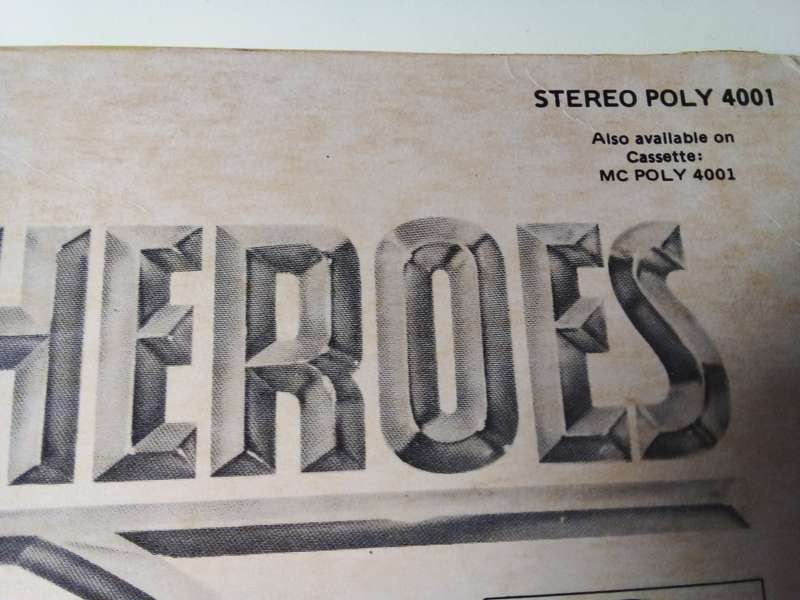 STEREO POLY 4001
Also available on
Cassette:
MC POLY 4001
HEROES